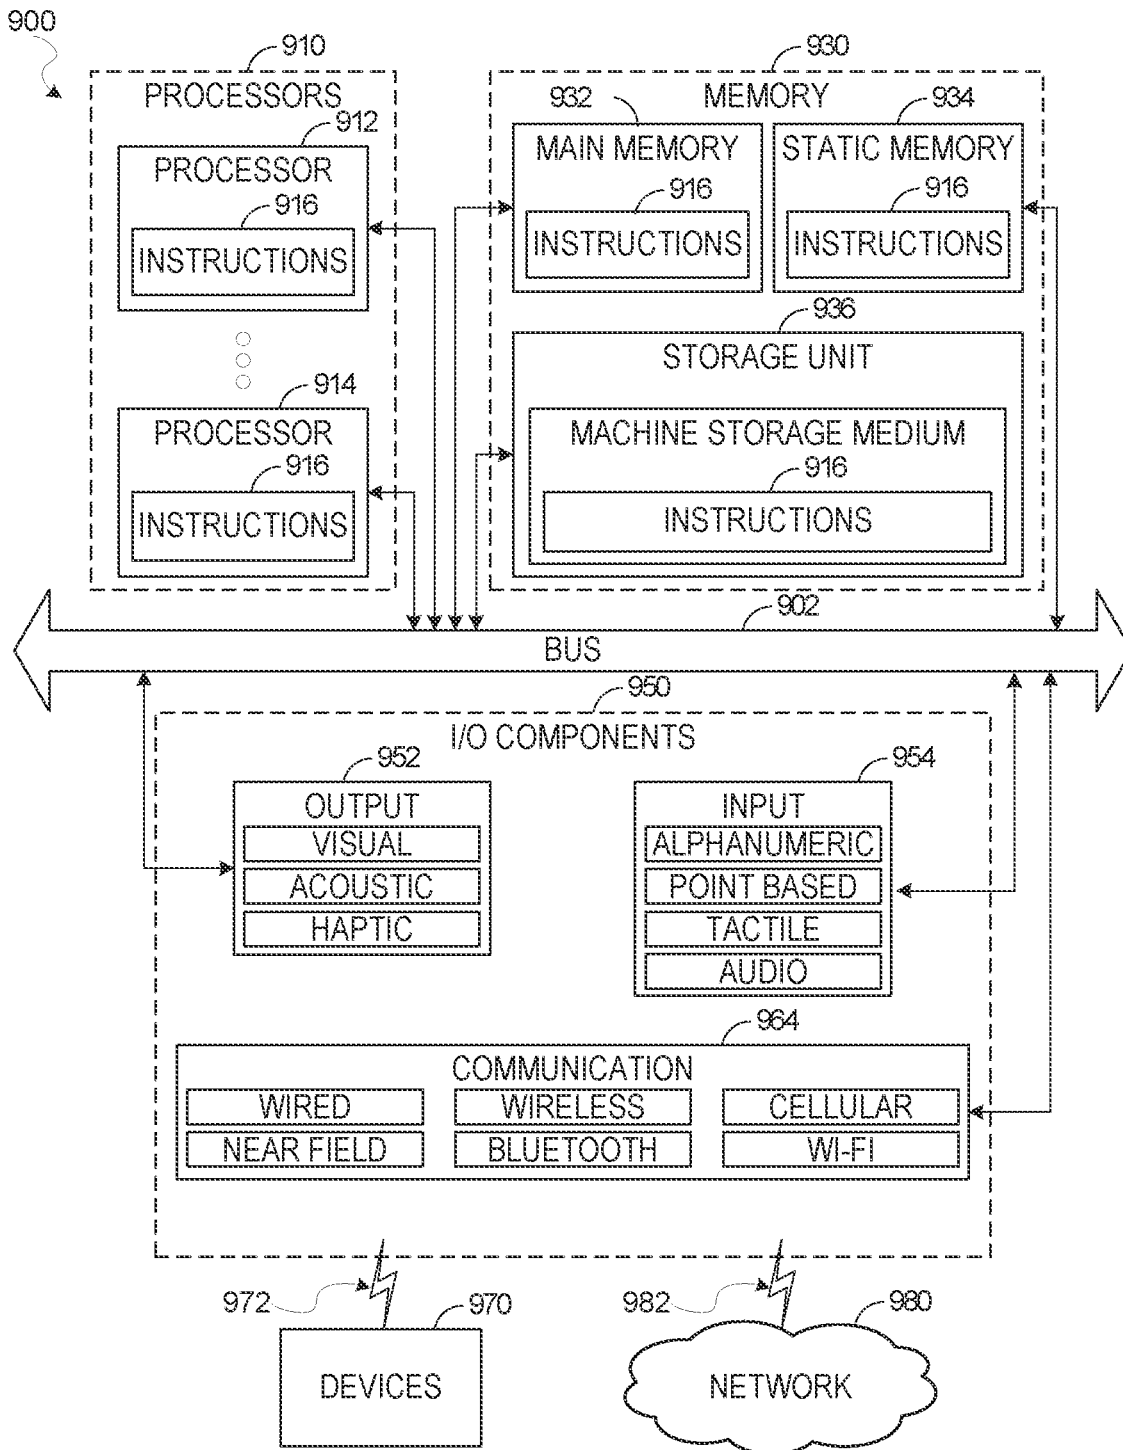 900
910
PROCESSORS
912
PROCESSOR
916
INSTRUCTIONS
914
PROCESSOR
916
INSTRUCTIONS
930
MEMORY
932
MAIN MEMORY
916
INSTRUCTIONS
934
STATIC MEMORY
916
INSTRUCTIONS
936
STORAGE UNIT
MACHINE STORAGE MEDIUM
916
INSTRUCTIONS
902
BUS
950
I/O COMPONENTS
952
OUTPUT
VISUAL
ACOUSTIC
HAPTIC
954
INPUT
ALPHANUMERIC
POINT BASED
TACTILE
AUDIO
964
COMMUNICATION
WIRED
WIRELESS
CELLULAR
NEAR FIELD
BLUETOOTH
WI-FI
972
970
DEVICES
982
980
NETWORK